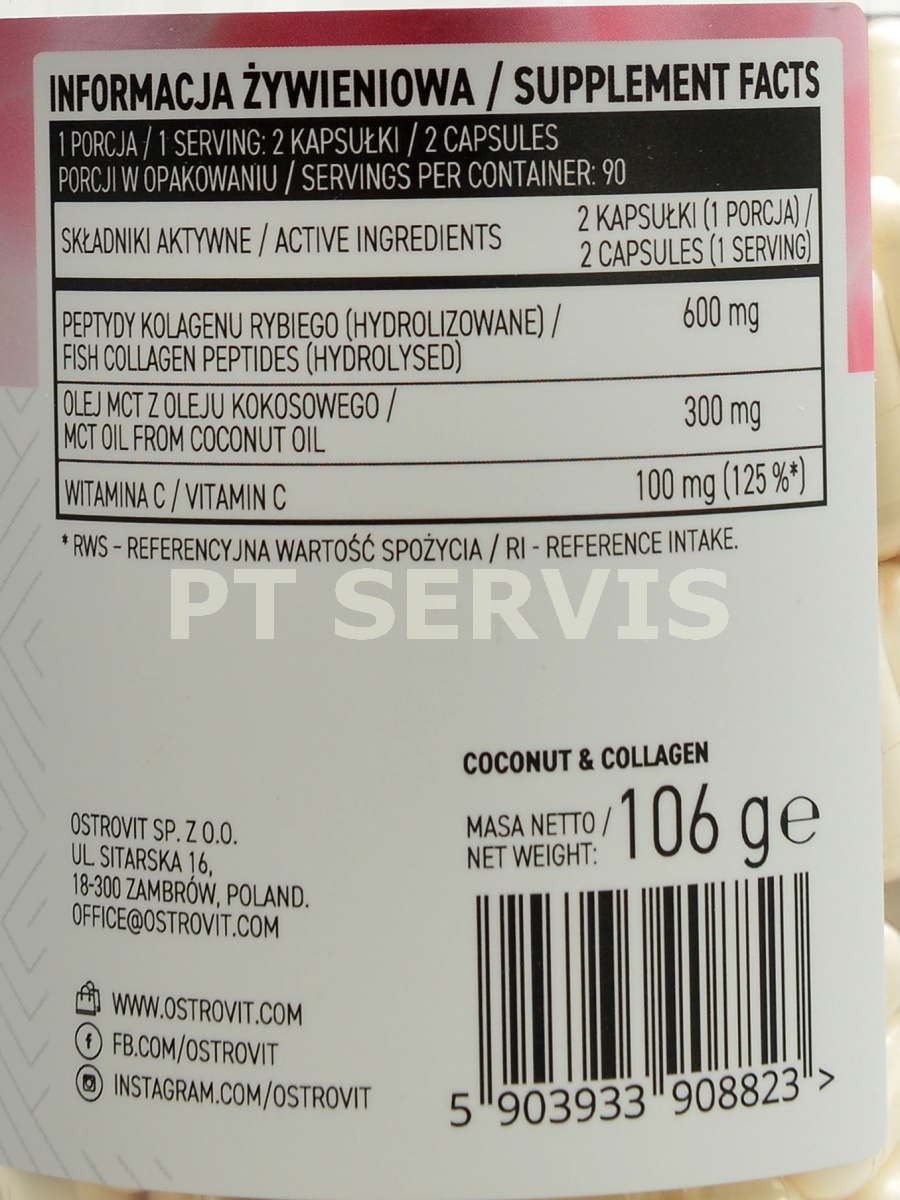 INFORMACJA ŻYWIENIOWA / SUPPLEMENT FACTS
1 PORCJA / 1 SERVING: 2 KAPSUŁKI / 2 CAPSULES
PORCJI W OPAKOWANIU / SERVINGS PER CONTAINER: 90
SKŁADNIKI AKTYWNE / ACTIVE INGREDIENTS
2 KAPSUŁKI (1 PORCJA) /
2 CAPSULES (1 SERVING)
PEPTYDY KOLAGENU RYBIEGO (HYDROLIZOWANE) /
FISH COLLAGEN PEPTIDES (HYDROLYSED)
600 mg
OLEJ MCT Z OLEJU KOKOSOWEGO /
MCT OIL FROM COCONUT OIL
300 mg
WITAMINA C / VITAMIN C
100 mg (125 %*)
* RWS - REFERENCYJNA WARTOŚĆ SPOŻYCIA / RI - REFERENCE INTAKE.
PT SERVIS
COCONUT & COLLAGEN
MASA NETTO /
NET WEIGHT:
106 g e
OSTROVIT SP. Z O.O.
UL. SITARSKA 16,
18-300 ZAMBRÓW, POLAND.
OFFICE@OSTROVIT.COM
WWW.OSTROVIT.COM
FB.COM/OSTROVIT
INSTAGRAM.COM/OSTROVIT
5 903933 908823 >